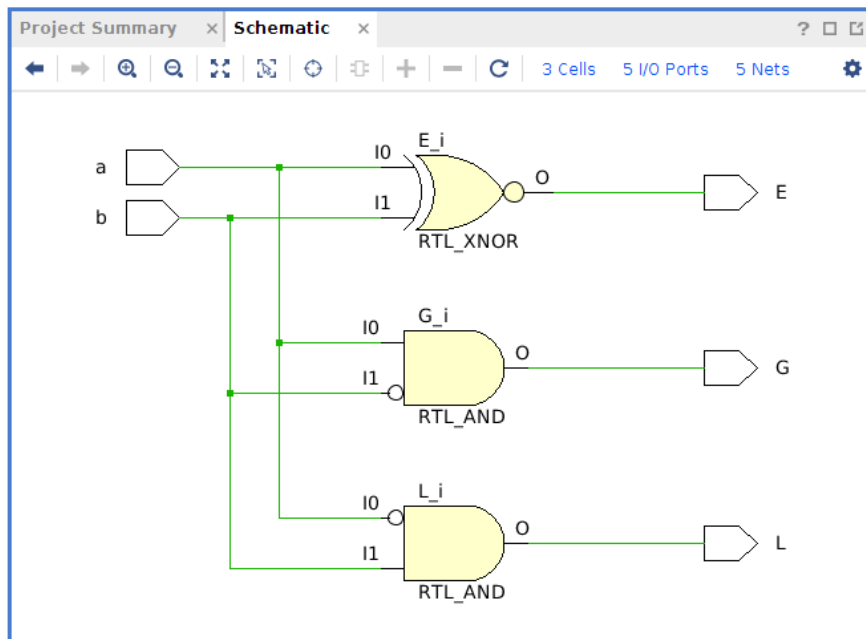 Project Summary × Schematic ×
3 Cells 5 I/O Ports 5 Nets
E_i
a I0 O E
b I1
RTL_XNOR
G_i
I0 O G
I1
RTL_AND
L_i
I0 O L
I1
RTL_AND